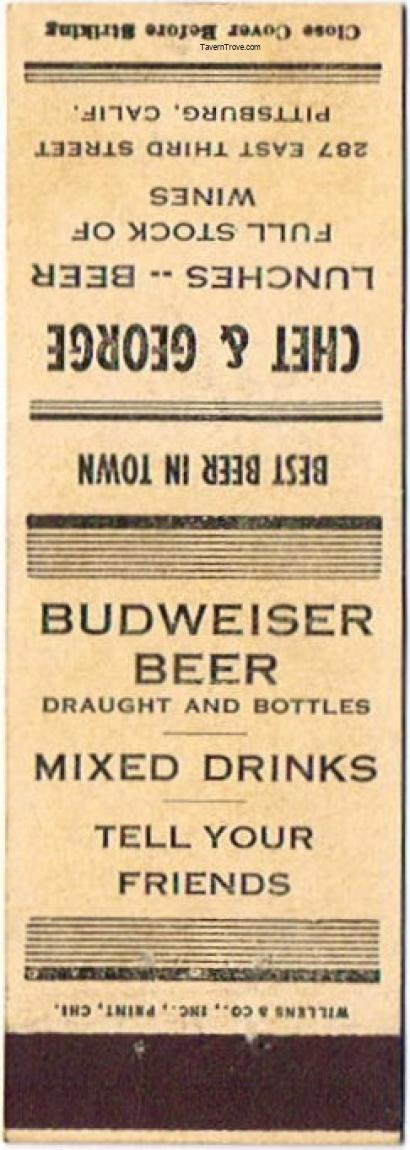 Close Cover Before Striking
TavernTrove.com
287 EAST THIRD STREET
PITTSBURG, CALIF.
WINES
FULL STOCK OF
LUNCHES -- BEER
CHET & GEORGE
BEST BEER IN TOWN
BUDWEISER
BEER
DRAUGHT AND BOTTLES
MIXED DRINKS
TELL YOUR
FRIENDS
WILLENS & CO., INC., PRINT, CHI.